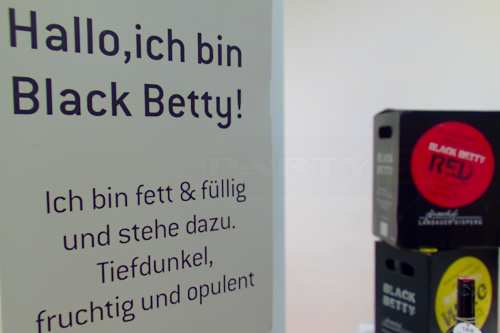 Hallo,ich bin
Black Betty!
Ich bin fett & füllig
und stehe dazu.
Tiefdunkel,
fruchtig und opulent
BLACK BETTY
RED
BLACK BETTY